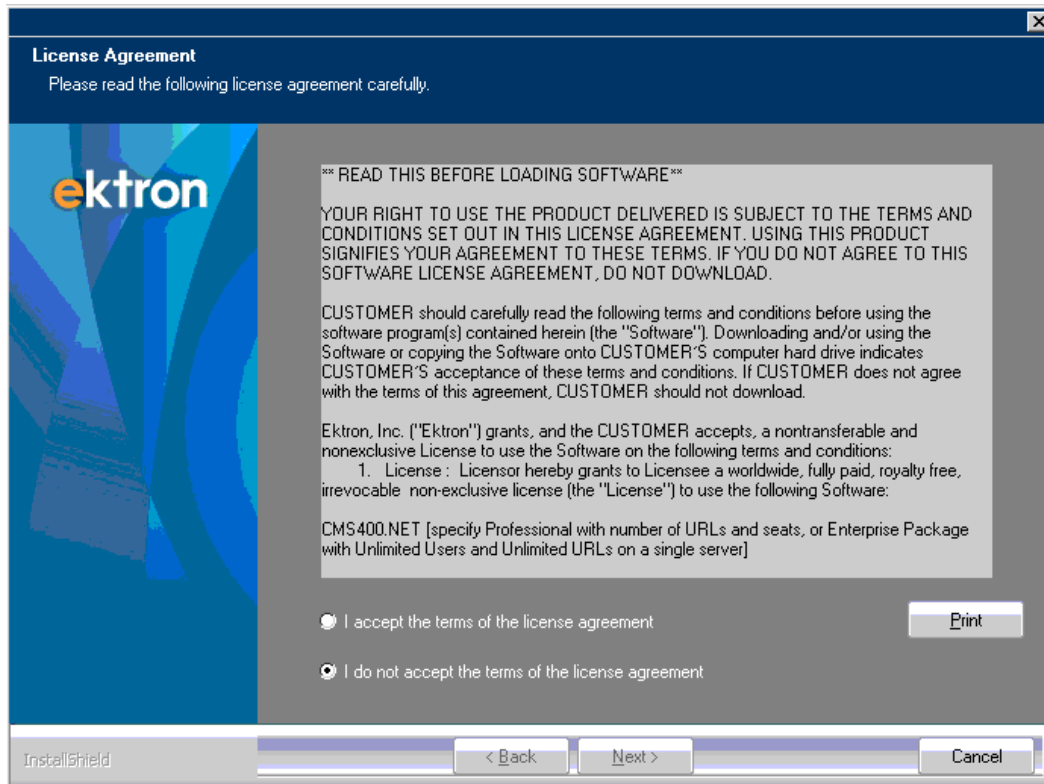 License Agreement
Please read the following license agreement carefully.
ektron
** READ THIS BEFORE LOADING SOFTWARE**
YOUR RIGHT TO USE THE PRODUCT DELIVERED IS SUBJECT TO THE TERMS AND
CONDITIONS SET OUT IN THIS LICENSE AGREEMENT. USING THIS PRODUCT
SIGNIFIES YOUR AGREEMENT TO THESE TERMS. IF YOU DO NOT AGREE TO THIS
SOFTWARE LICENSE AGREEMENT, DO NOT DOWNLOAD.
CUSTOMER should carefully read the following terms and conditions before using the
software program(s) contained herein (the "Software"). Downloading and/or using the
Software or copying the Software onto CUSTOMER'S computer hard drive indicates
CUSTOMER'S acceptance of these terms and conditions. If CUSTOMER does not agree
with the terms of this agreement, CUSTOMER should not download.
Ektron, Inc. ("Ektron") grants, and the CUSTOMER accepts, a nontransferable and
nonexclusive License to use the Software on the following terms and conditions:
1. License : Licensor hereby grants to Licensee a worldwide, fully paid, royalty free,
irrevocable non-exclusive license (the "License") to use the following Software:
CMS400.NET [specify Professional with number of URLs and seats, or Enterprise Package
with Unlimited Users and Unlimited URLs on a single server]
I accept the terms of the license agreement
Print
I do not accept the terms of the license agreement
InstallShield
< Back
Next >
Cancel